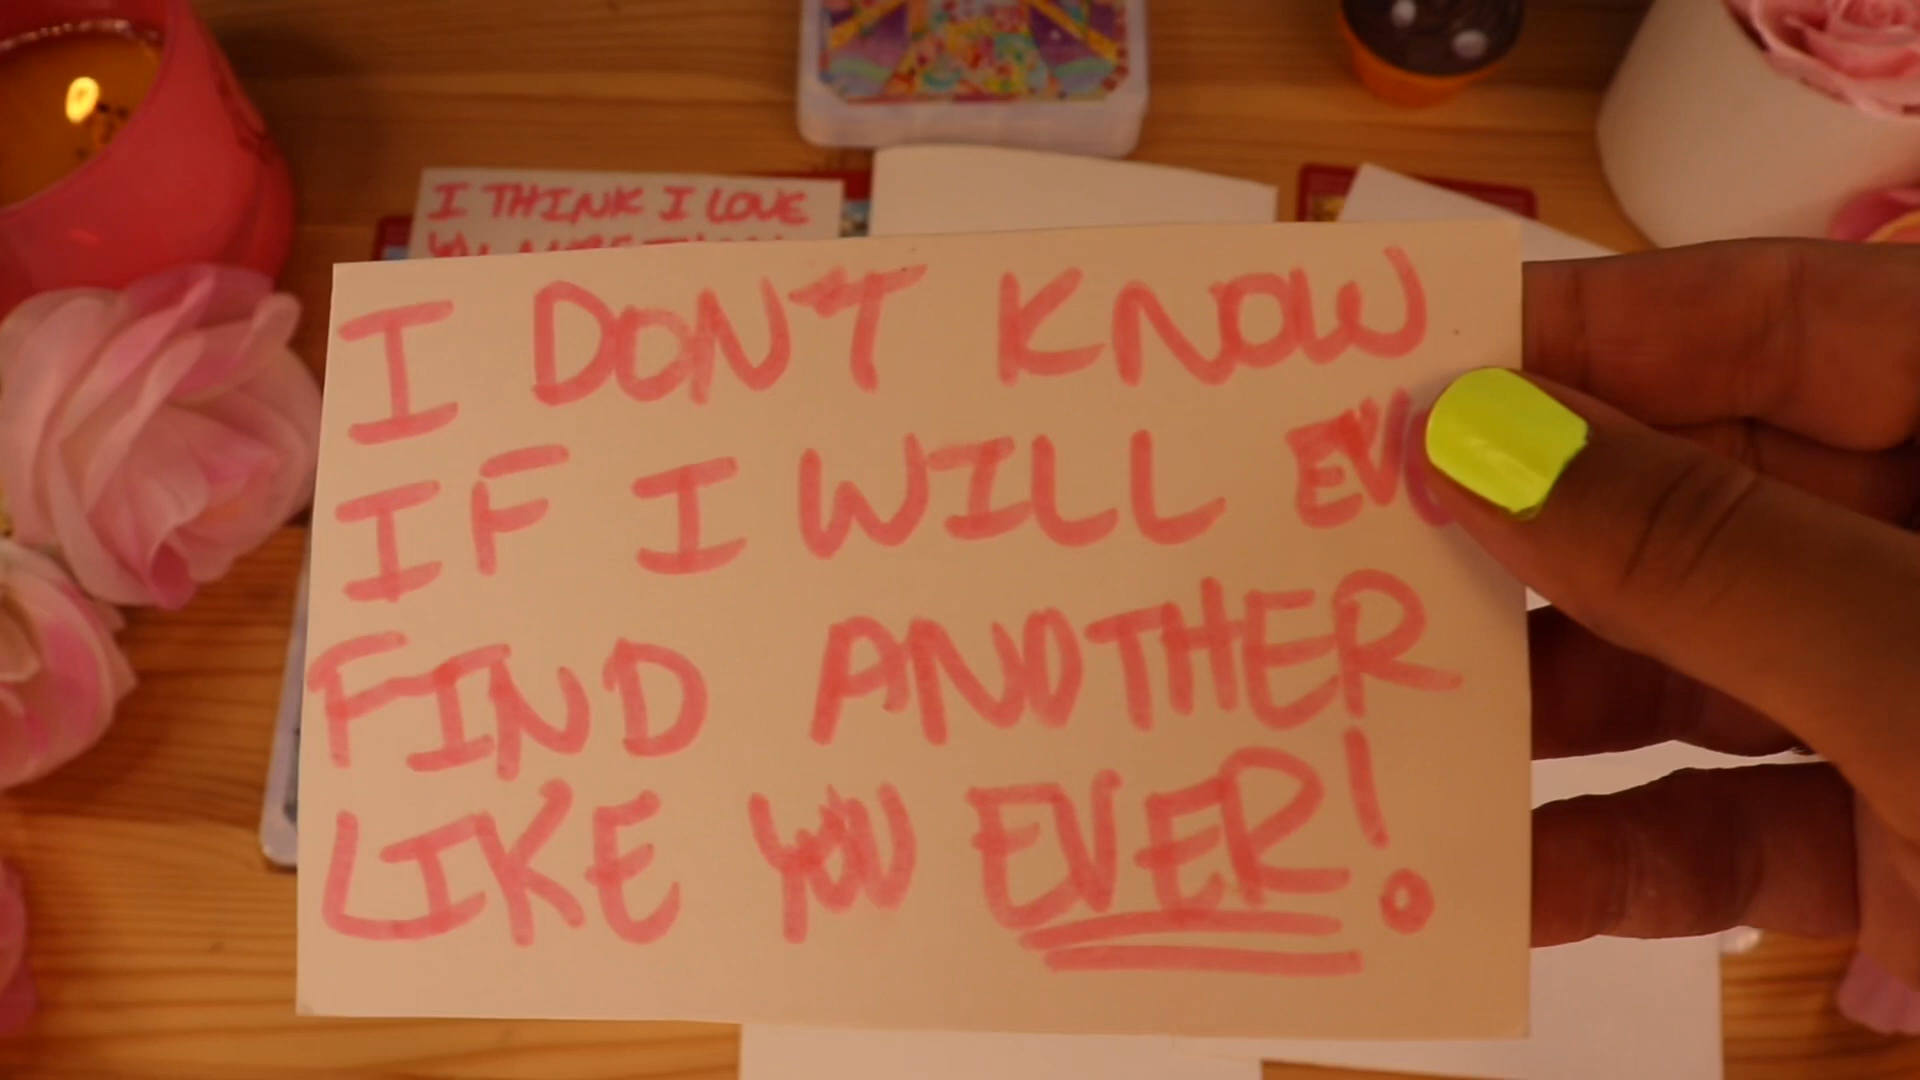 I THINK I LOVE
I DON'T KNOW
IF I WILL
FIND ANOTHER
LIKE YOU EVER!